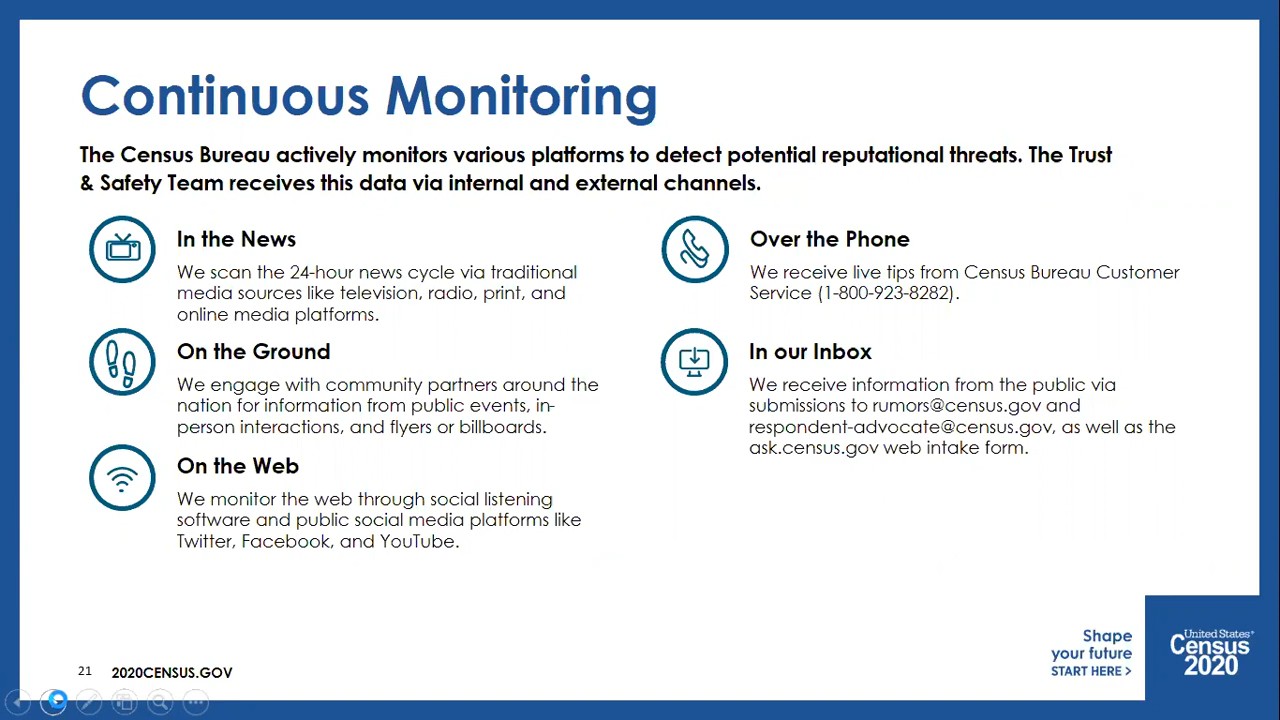 Continuous Monitoring
The Census Bureau actively monitors various platforms to detect potential reputational threats. The Trust
& Safety Team receives this data via internal and external channels.
In the News
We scan the 24-hour news cycle via traditional
media sources like television, radio, print, and
online media platforms.
On the Ground
We engage with community partners around the
nation for information from public events, in-
person interactions, and flyers or billboards.
On the Web
We monitor the web through social listening
software and public social media platforms like
Twitter, Facebook, and YouTube.
Over the Phone
We receive live tips from Census Bureau Customer
Service (1-800-923-8282).
In our Inbox
We receive information from the public via
submissions to rumors@census.gov and
respondent-advocate@census.gov, as well as the
ask.census.gov web intake form.
21 2020CENSUS.GOV
Shape
your future
START HERE >
United States
Census
2020